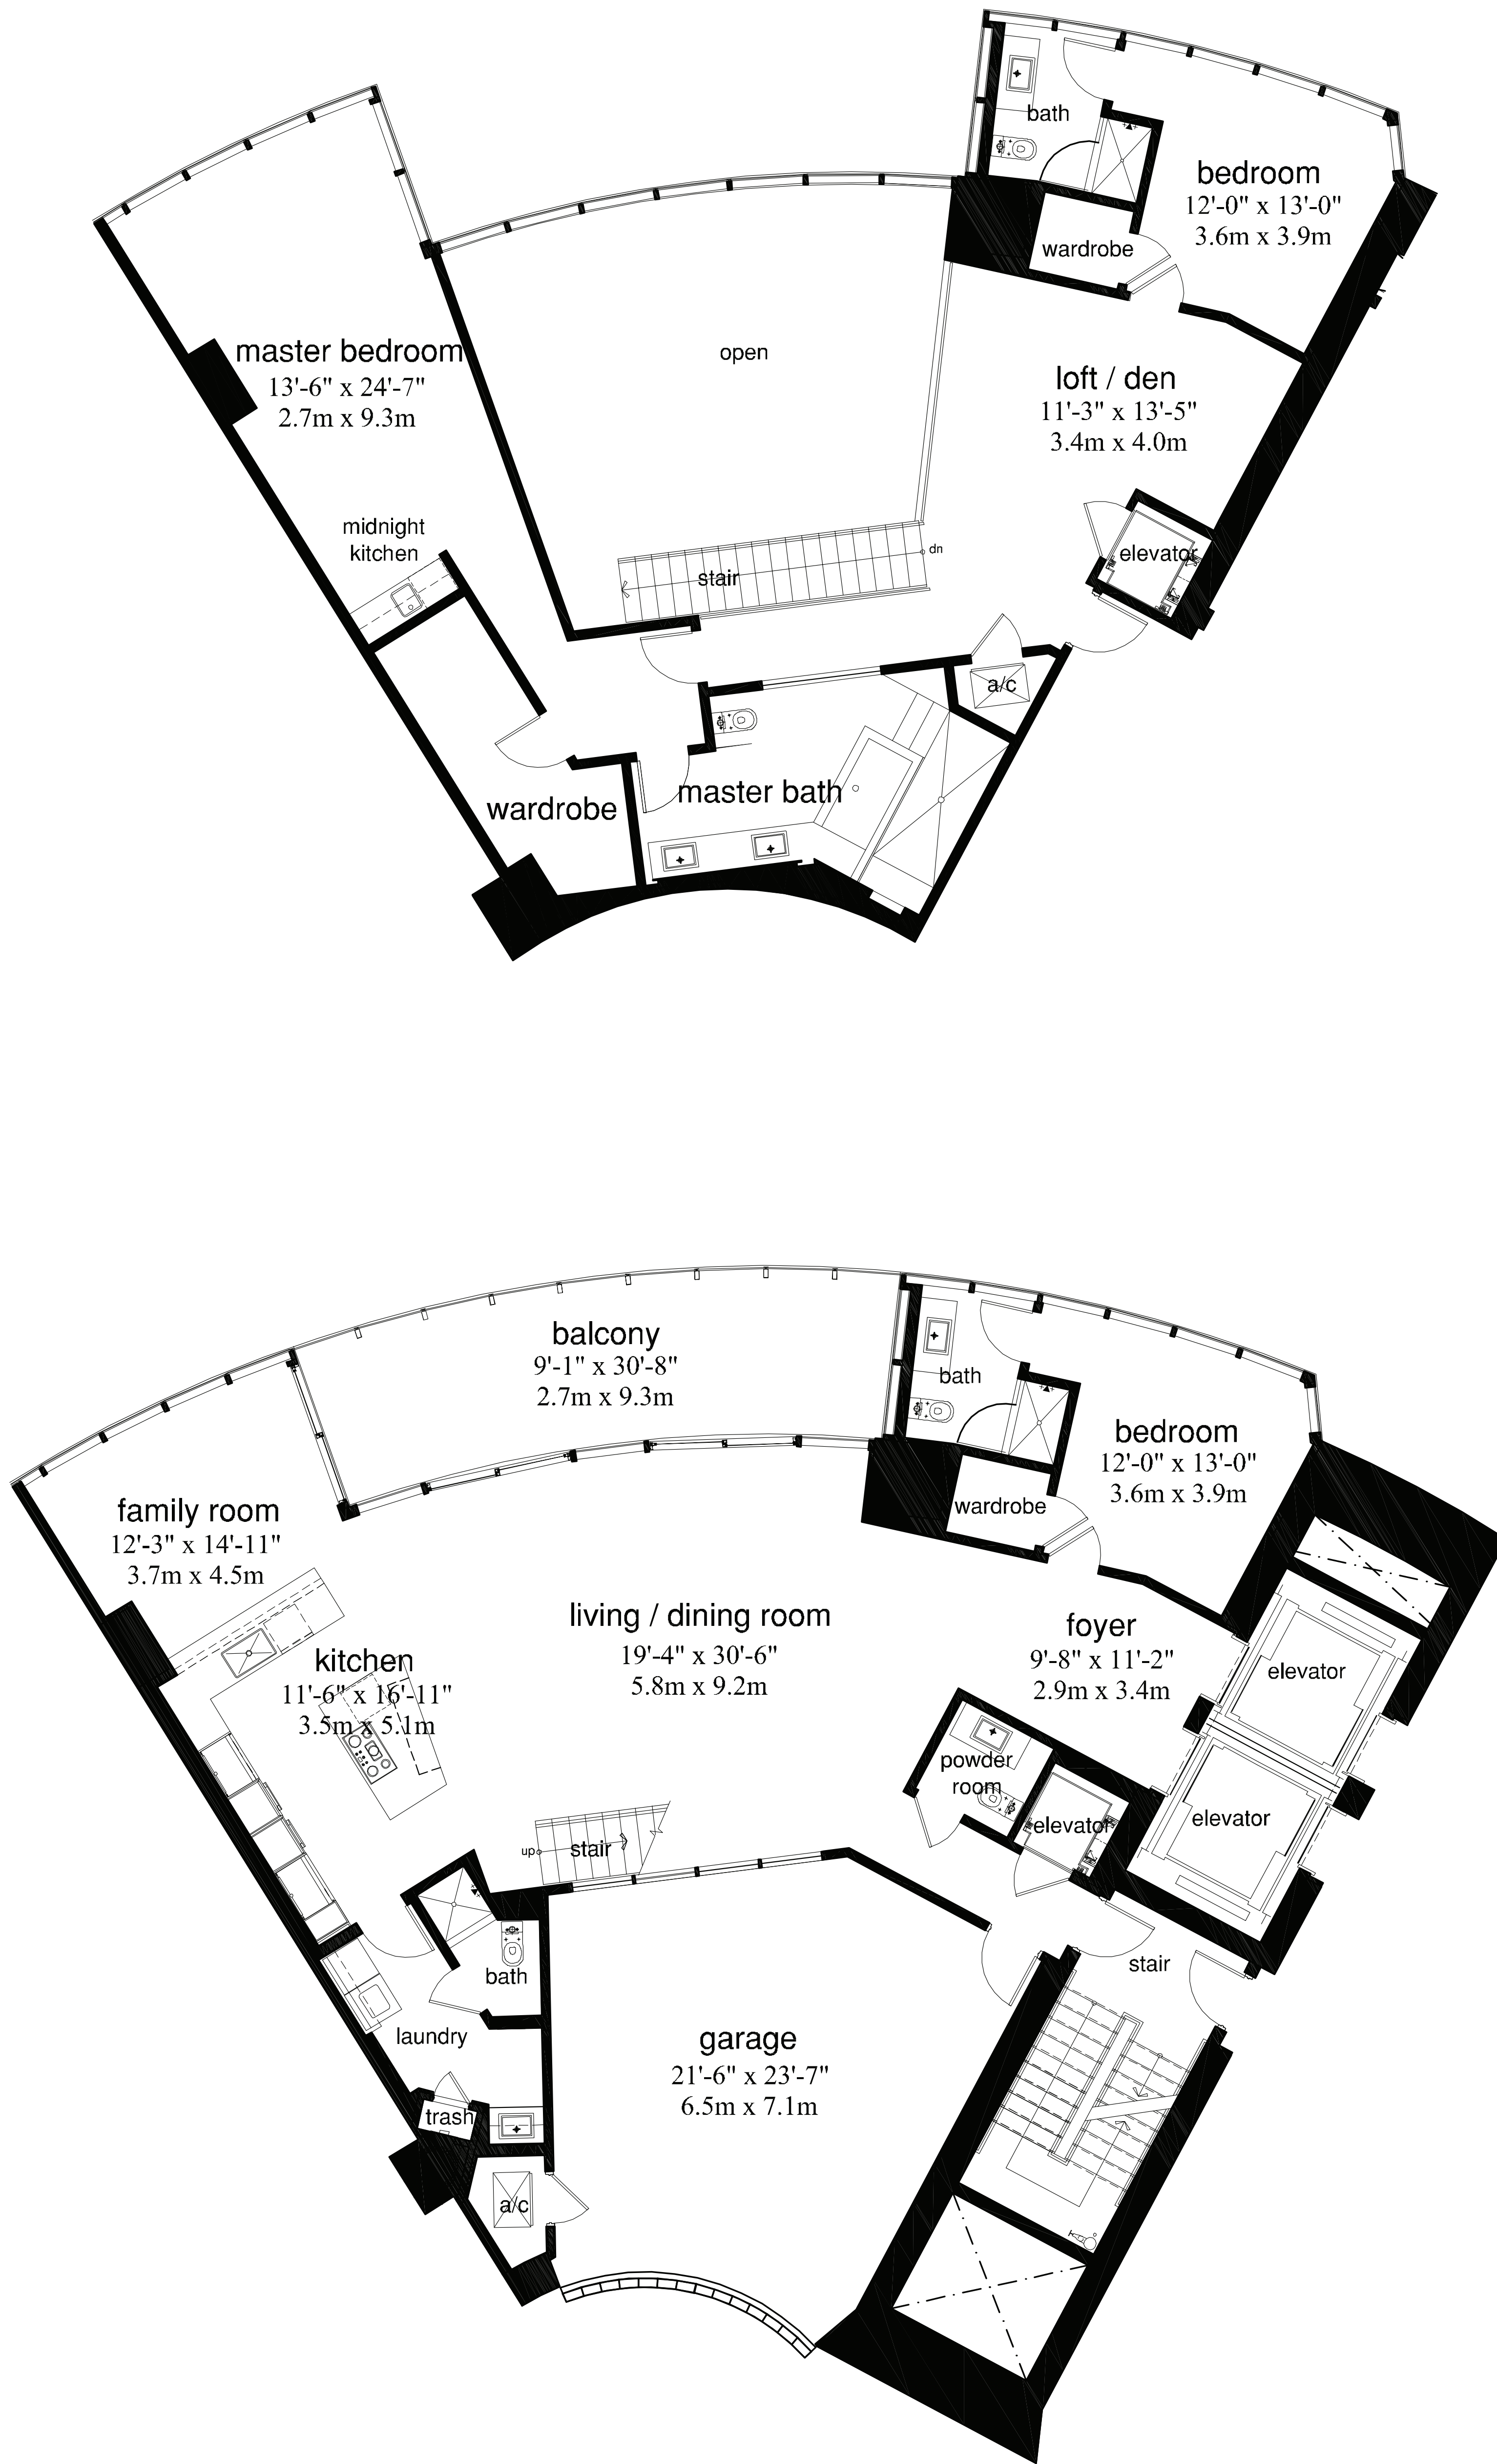 bath
bedroom
12'-0" x 13'-0"
3.6m x 3.9m
wardrobe
master bedroom
13'-6" x 24'-7"
2.7m x 9.3m
open
loft / den
11'-3" x 13'-5"
3.4m x 4.0m
midnight
kitchen
elevator
dn
stair
a/c
master bath
wardrobe
balcony
9'-1" x 30'-8"
2.7m x 9.3m
bath
bedroom
12'-0" x 13'-0"
3.6m x 3.9m
wardrobe
family room
12'-3" x 14'-11"
3.7m x 4.5m
living / dining room
19'-4" x 30'-6"
5.8m x 9.2m
foyer
9'-8" x 11'-2"
2.9m x 3.4m
kitchen
11'-6" x 16'-11"
3.5m x 5.1m
elevator
powder
room
elevator
elevator
up
stair
stair
bath
laundry
garage
21'-6" x 23'-7"
6.5m x 7.1m
trash
a/c